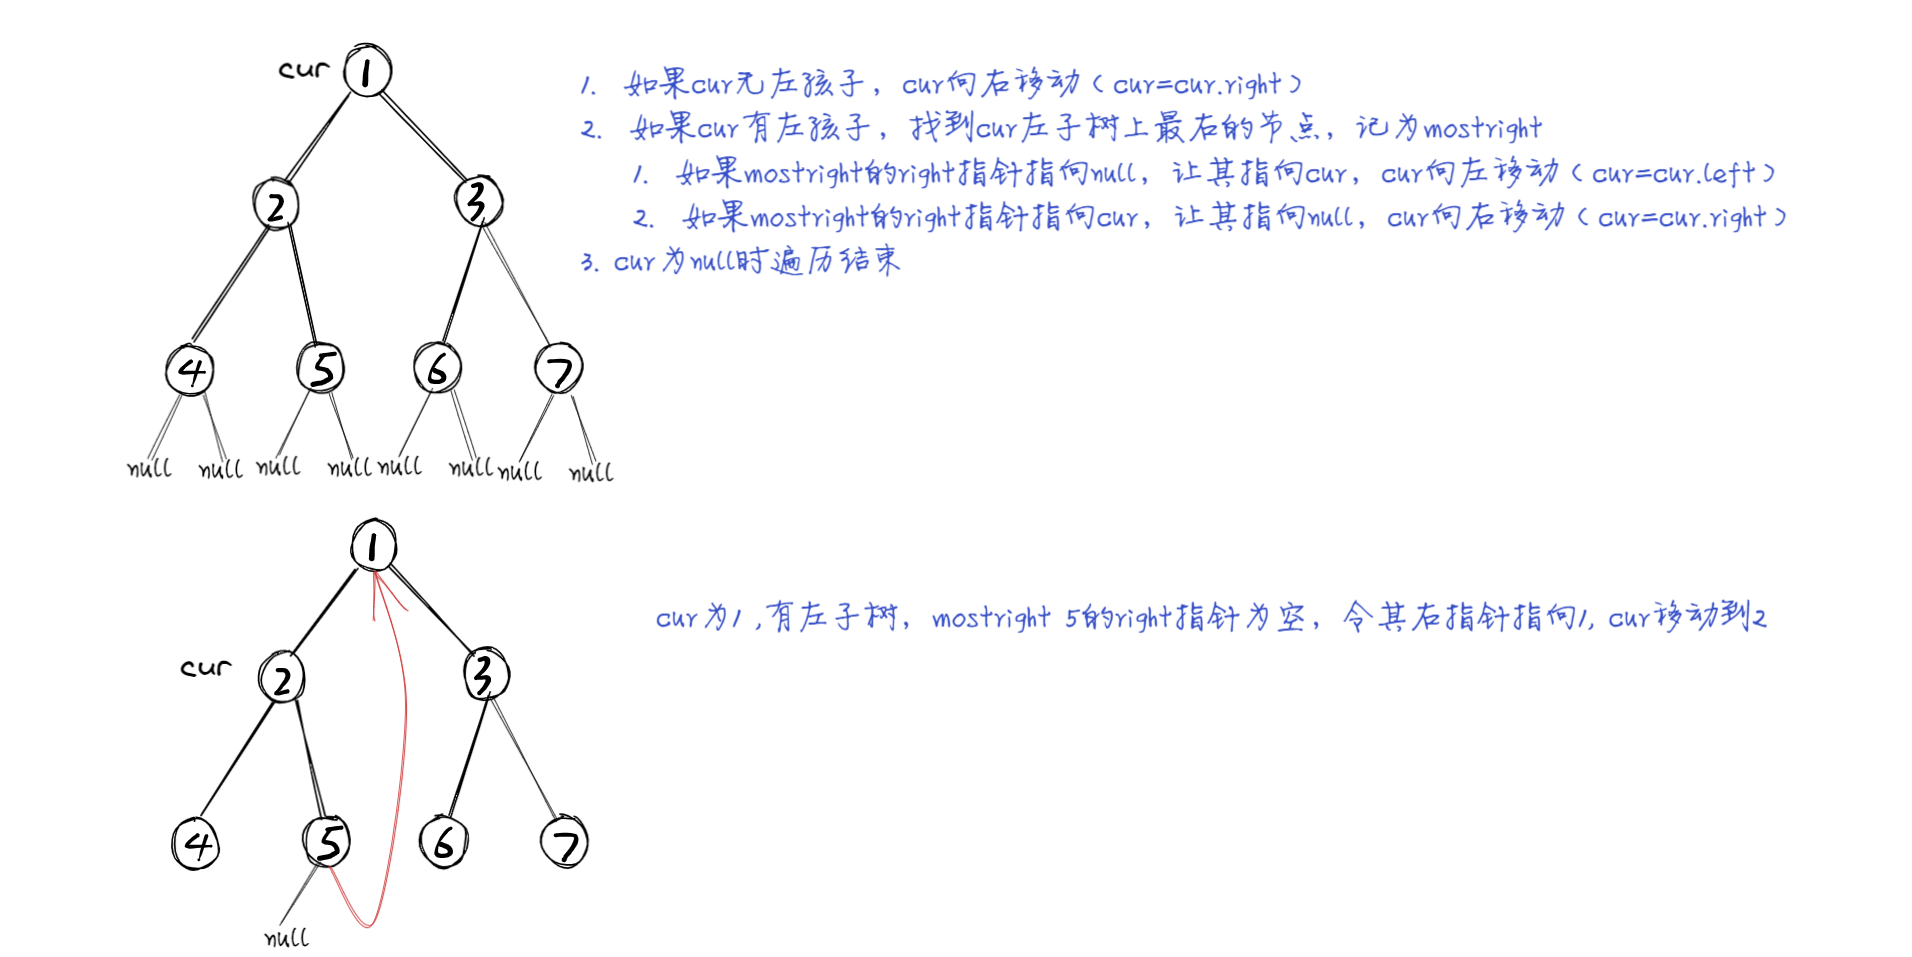 cur 1
1. 如果cur无左孩子，cur向右移动（cur=cur.right）
2. 如果cur有左孩子，找到cur左子树上最右的节点，记为mostright
1. 如果mostright的right指针指向null，让其指向cur，cur向左移动（cur=cur.left）
2. 如果mostright的right指针指向cur，让其指向null，cur向右移动（cur=cur.right）
3. cur为null时遍历结束
2 3
4 5 6 7
null null null null null null null null
1
cur为1,有左子树，mostright 5的right指针为空，令其右指针指向1, cur移动到2
cur 2 3
4 5 6 7
null